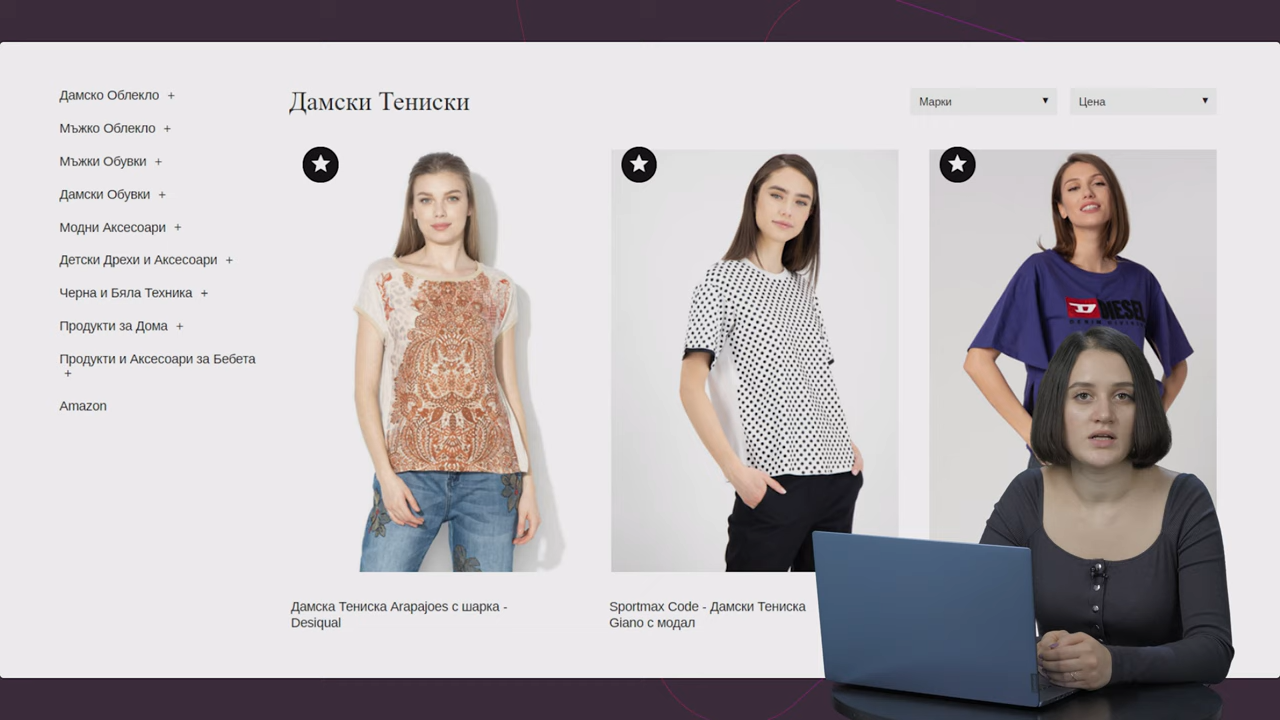 Дамско Облекло +
Мъжко Облекло +
Мъжки Обувки +
Дамски Обувки +
Модни Аксесоари +
Детски Дрехи и Аксесоари +
Черна и Бяла Техника +
Продукти за Дома +
Продукти и Аксесоари за Бебета
+
Amazon
Дамски Тениски
Марки ▼
Цена ▼
DIESEL
Дамска Тениска Arapajoes с шарка -
Desiqual
Sportmax Code - Дамски Тениска
Giano с модал